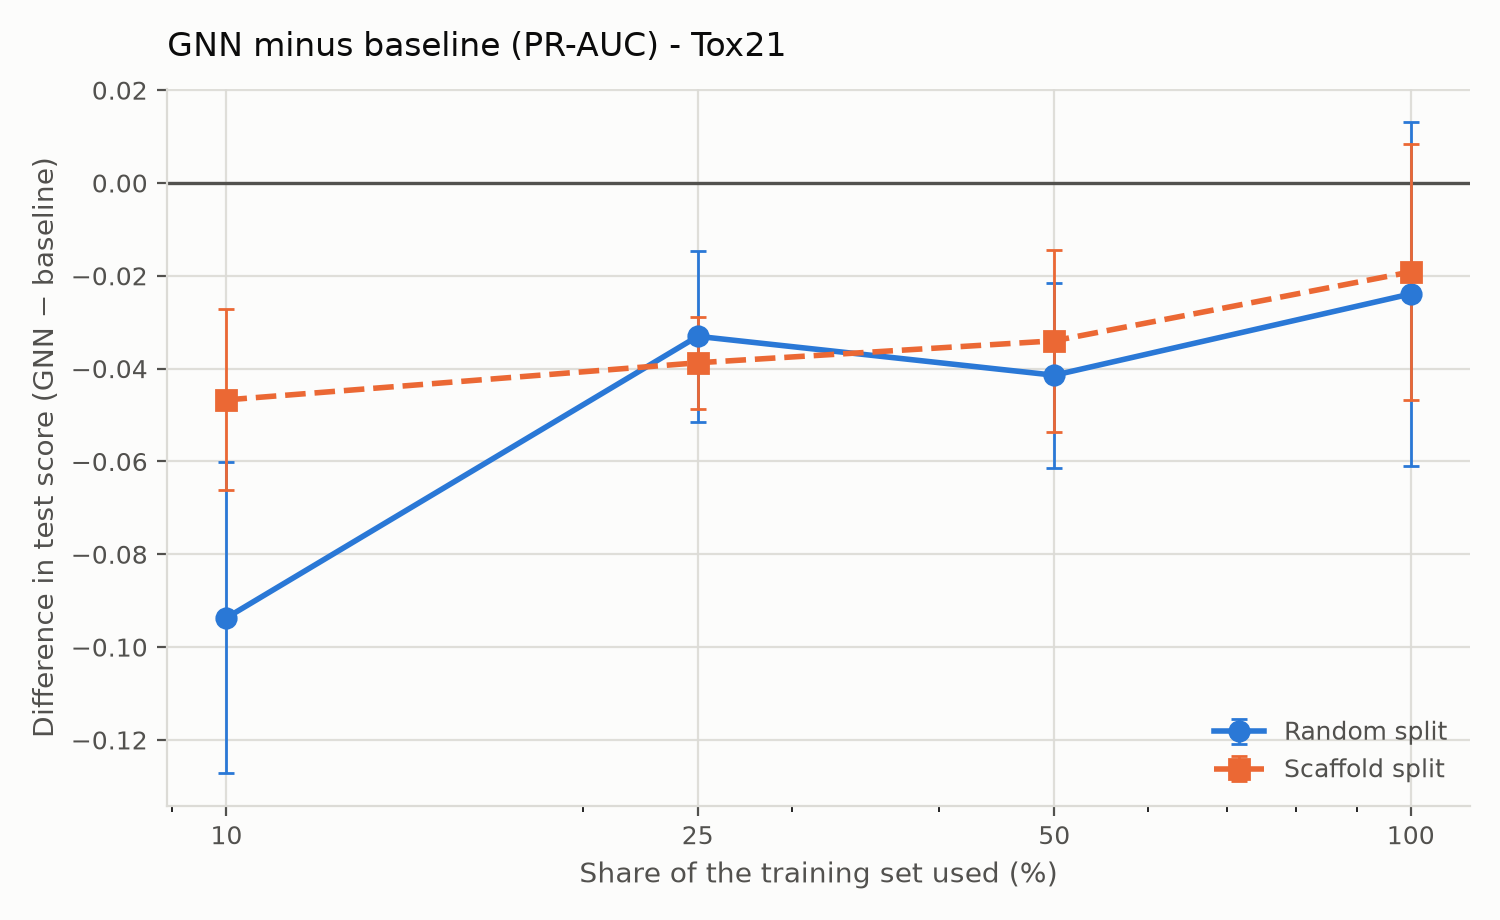 GNN minus baseline (PR-AUC) - Tox21
Difference in test score (GNN − baseline)
0.02
0.00
−0.02
−0.04
−0.06
−0.08
−0.10
−0.12
Random split
Scaffold split
10 25 50 100
Share of the training set used (%)